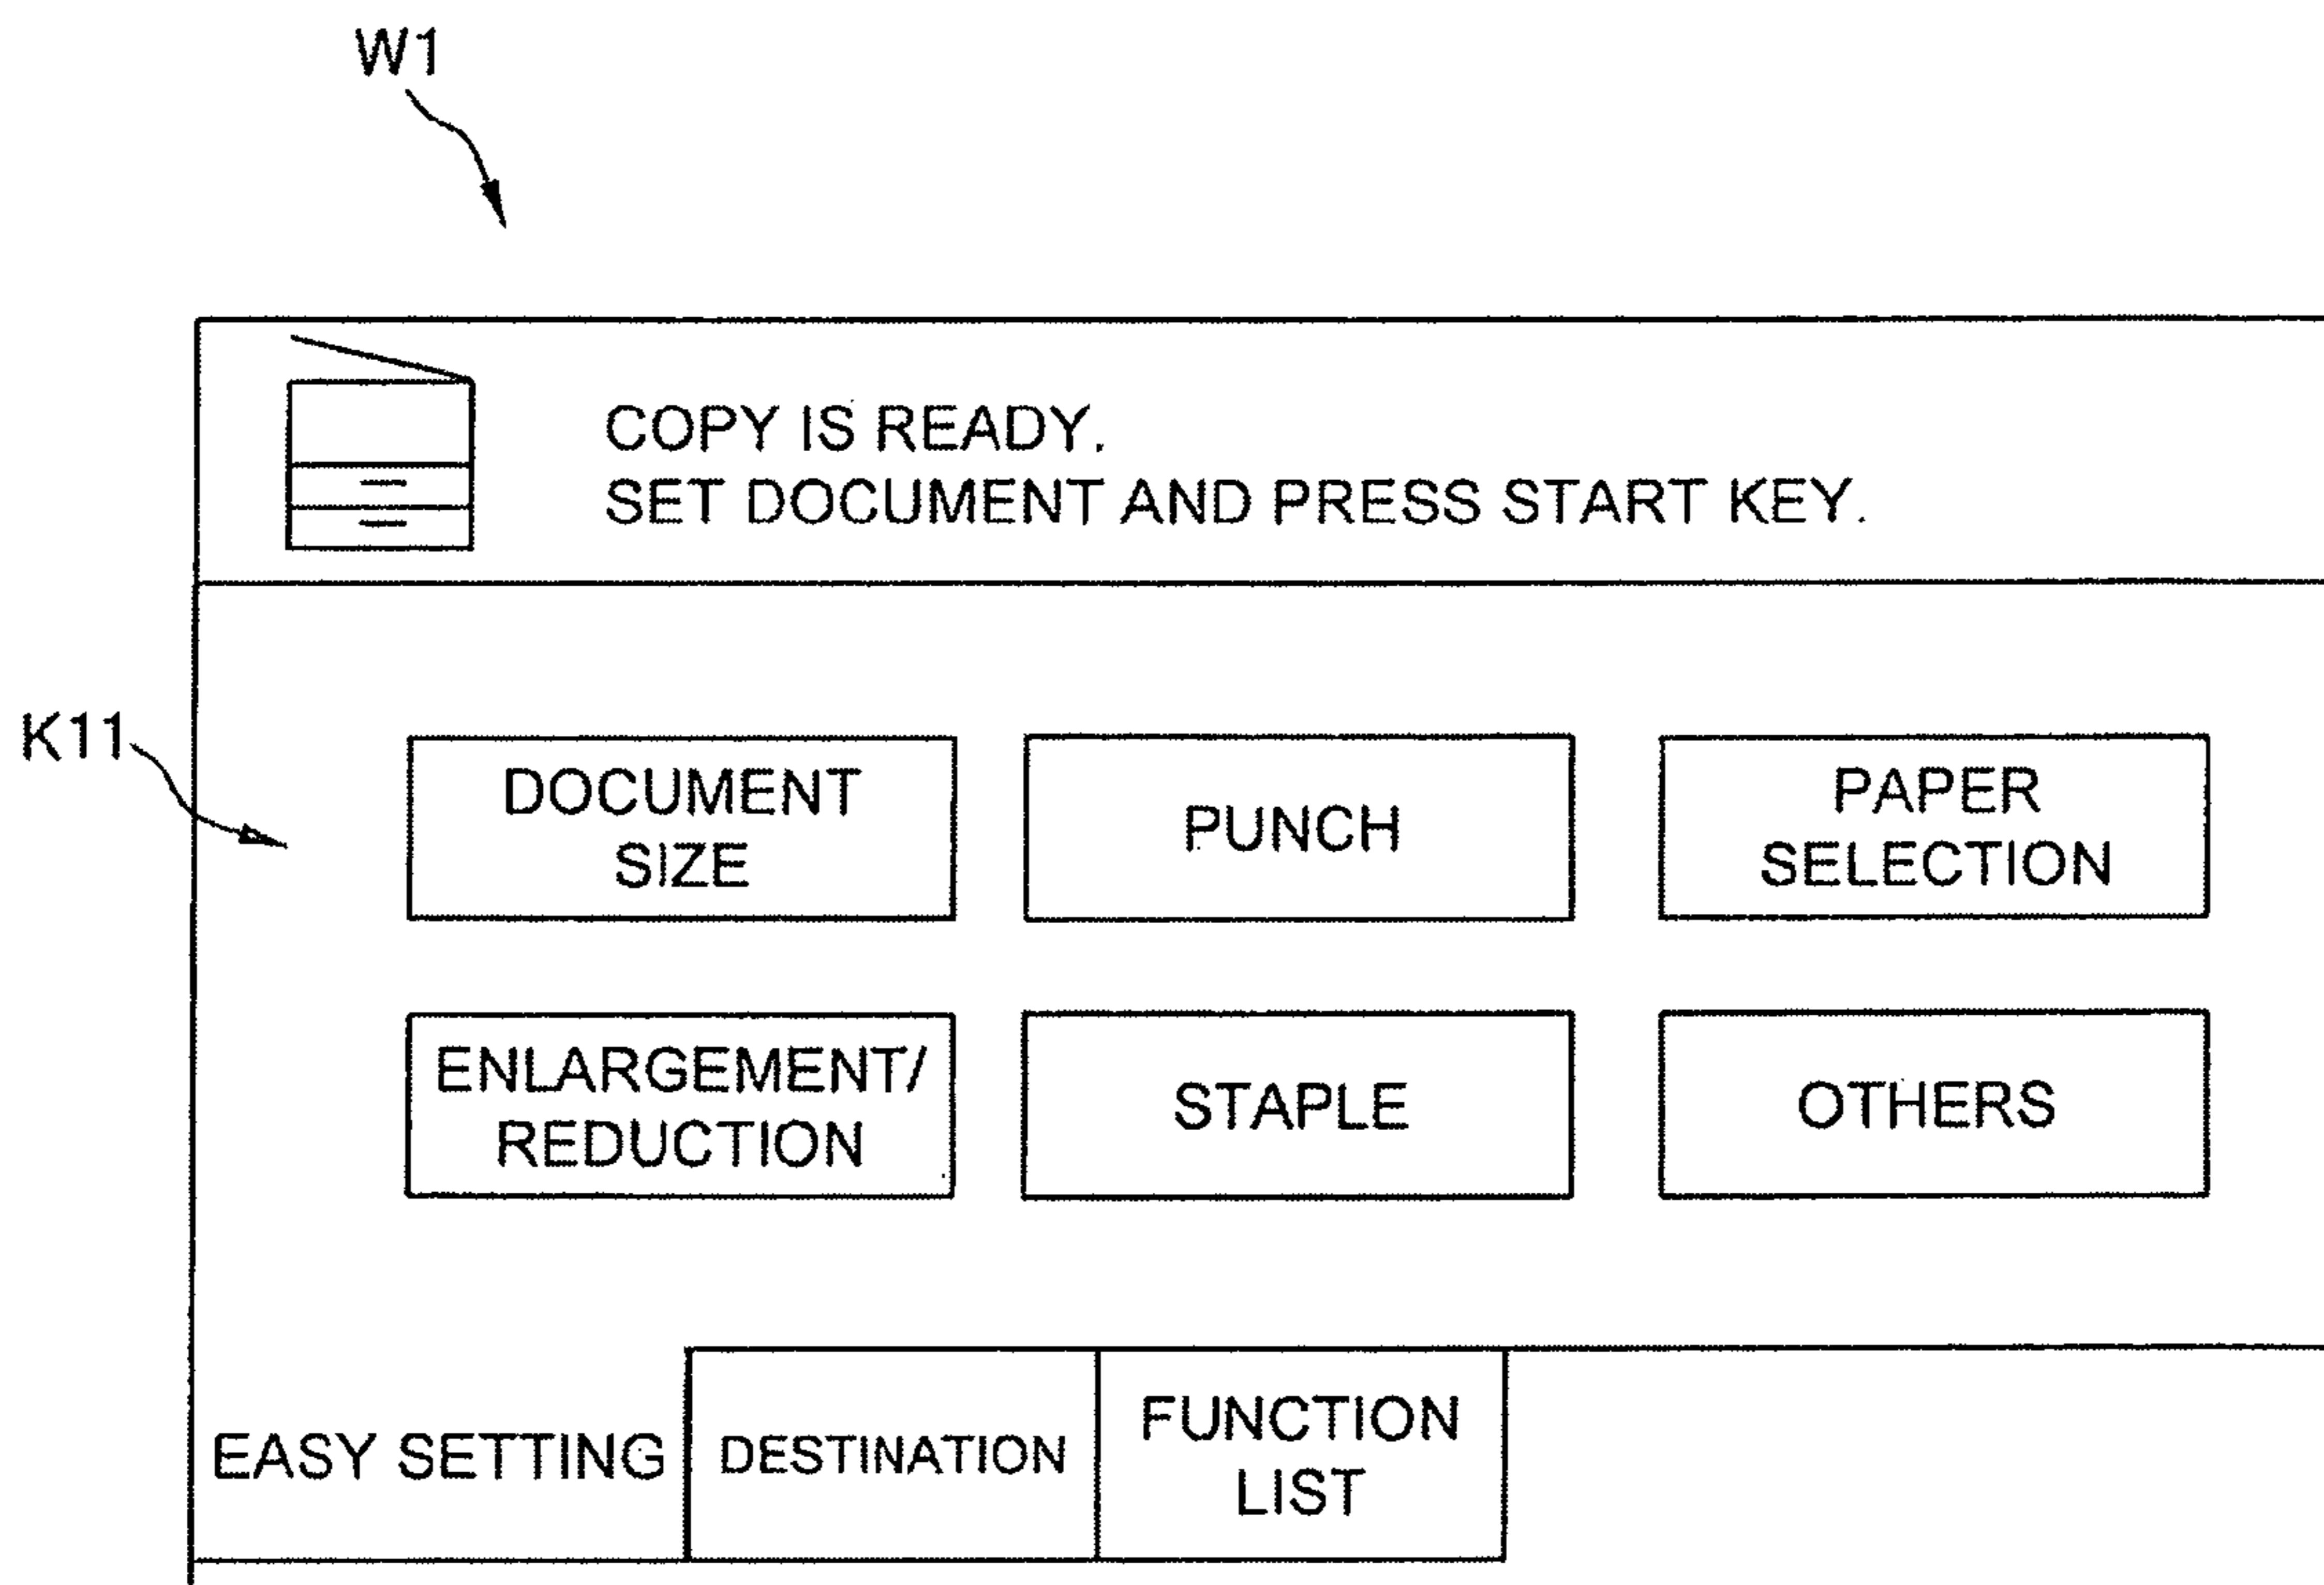 W1
COPY IS READY.
SET DOCUMENT AND PRESS START KEY.
K11
DOCUMENT
SIZE
PUNCH
PAPER
SELECTION
ENLARGEMENT/
REDUCTION
STAPLE
OTHERS
EASY SETTING
DESTINATION
FUNCTION
LIST